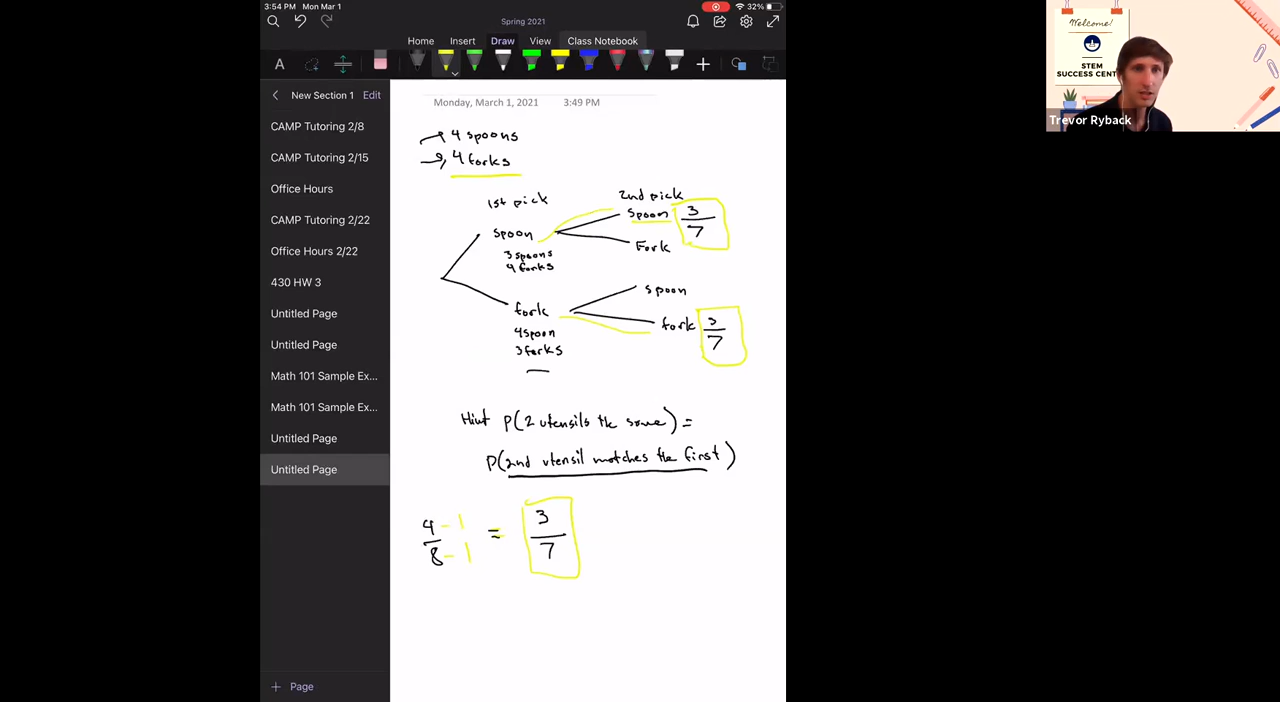 3:54 PM Mon Mar 1
32%
Spring 2021
Home Insert Draw View Class Notebook
New Section 1 Edit
CAMP Tutoring 2/8
CAMP Tutoring 2/15
Office Hours
CAMP Tutoring 2/22
Office Hours 2/22
430 HW 3
Untitled Page
Untitled Page
Math 101 Sample Ex...
Math 101 Sample Ex...
Untitled Page
Untitled Page
+ Page
Monday, March 1, 2021 3:49 PM
4 spoons
4 forks
1st pick
2nd pick
spoon
3 spoons
4 forks
spoon
3
7
Fork
fork
4 spoon
3 forks
spoon
fork
3
7
Hint P(2 utensils the same) =
P(2nd utensil matches the first)
4 - 1
8 - 1
=
3
7
Welcome!
STEM
SUCCESS CENT
Trevor Ryback